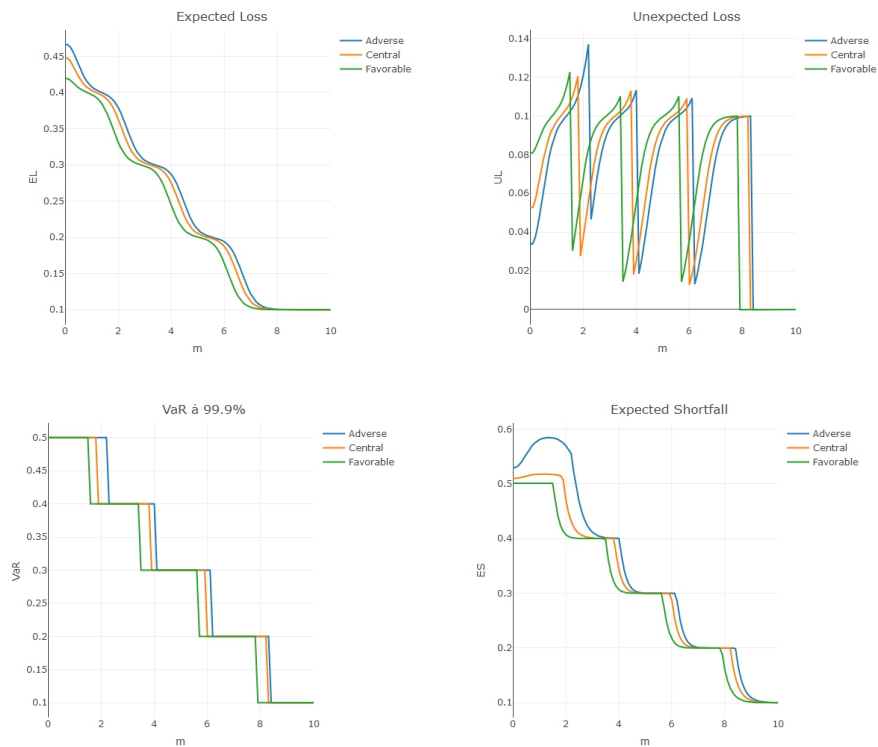 Expected Loss
EL
0.45
0.4
0.35
0.3
0.25
0.2
0.15
0.1
0
2
4
6
8
10
m
Adverse
Central
Favorable
Unexpected Loss
UL
0.14
0.12
0.1
0.08
0.06
0.04
0.02
0
0
2
4
6
8
10
m
Adverse
Central
Favorable
VaR à 99.9%
VaR
0.5
0.45
0.4
0.35
0.3
0.25
0.2
0.15
0.1
0
2
4
6
8
10
m
Adverse
Central
Favorable
Expected Shortfall
ES
0.6
0.5
0.4
0.3
0.2
0.1
0
2
4
6
8
10
m
Adverse
Central
Favorable